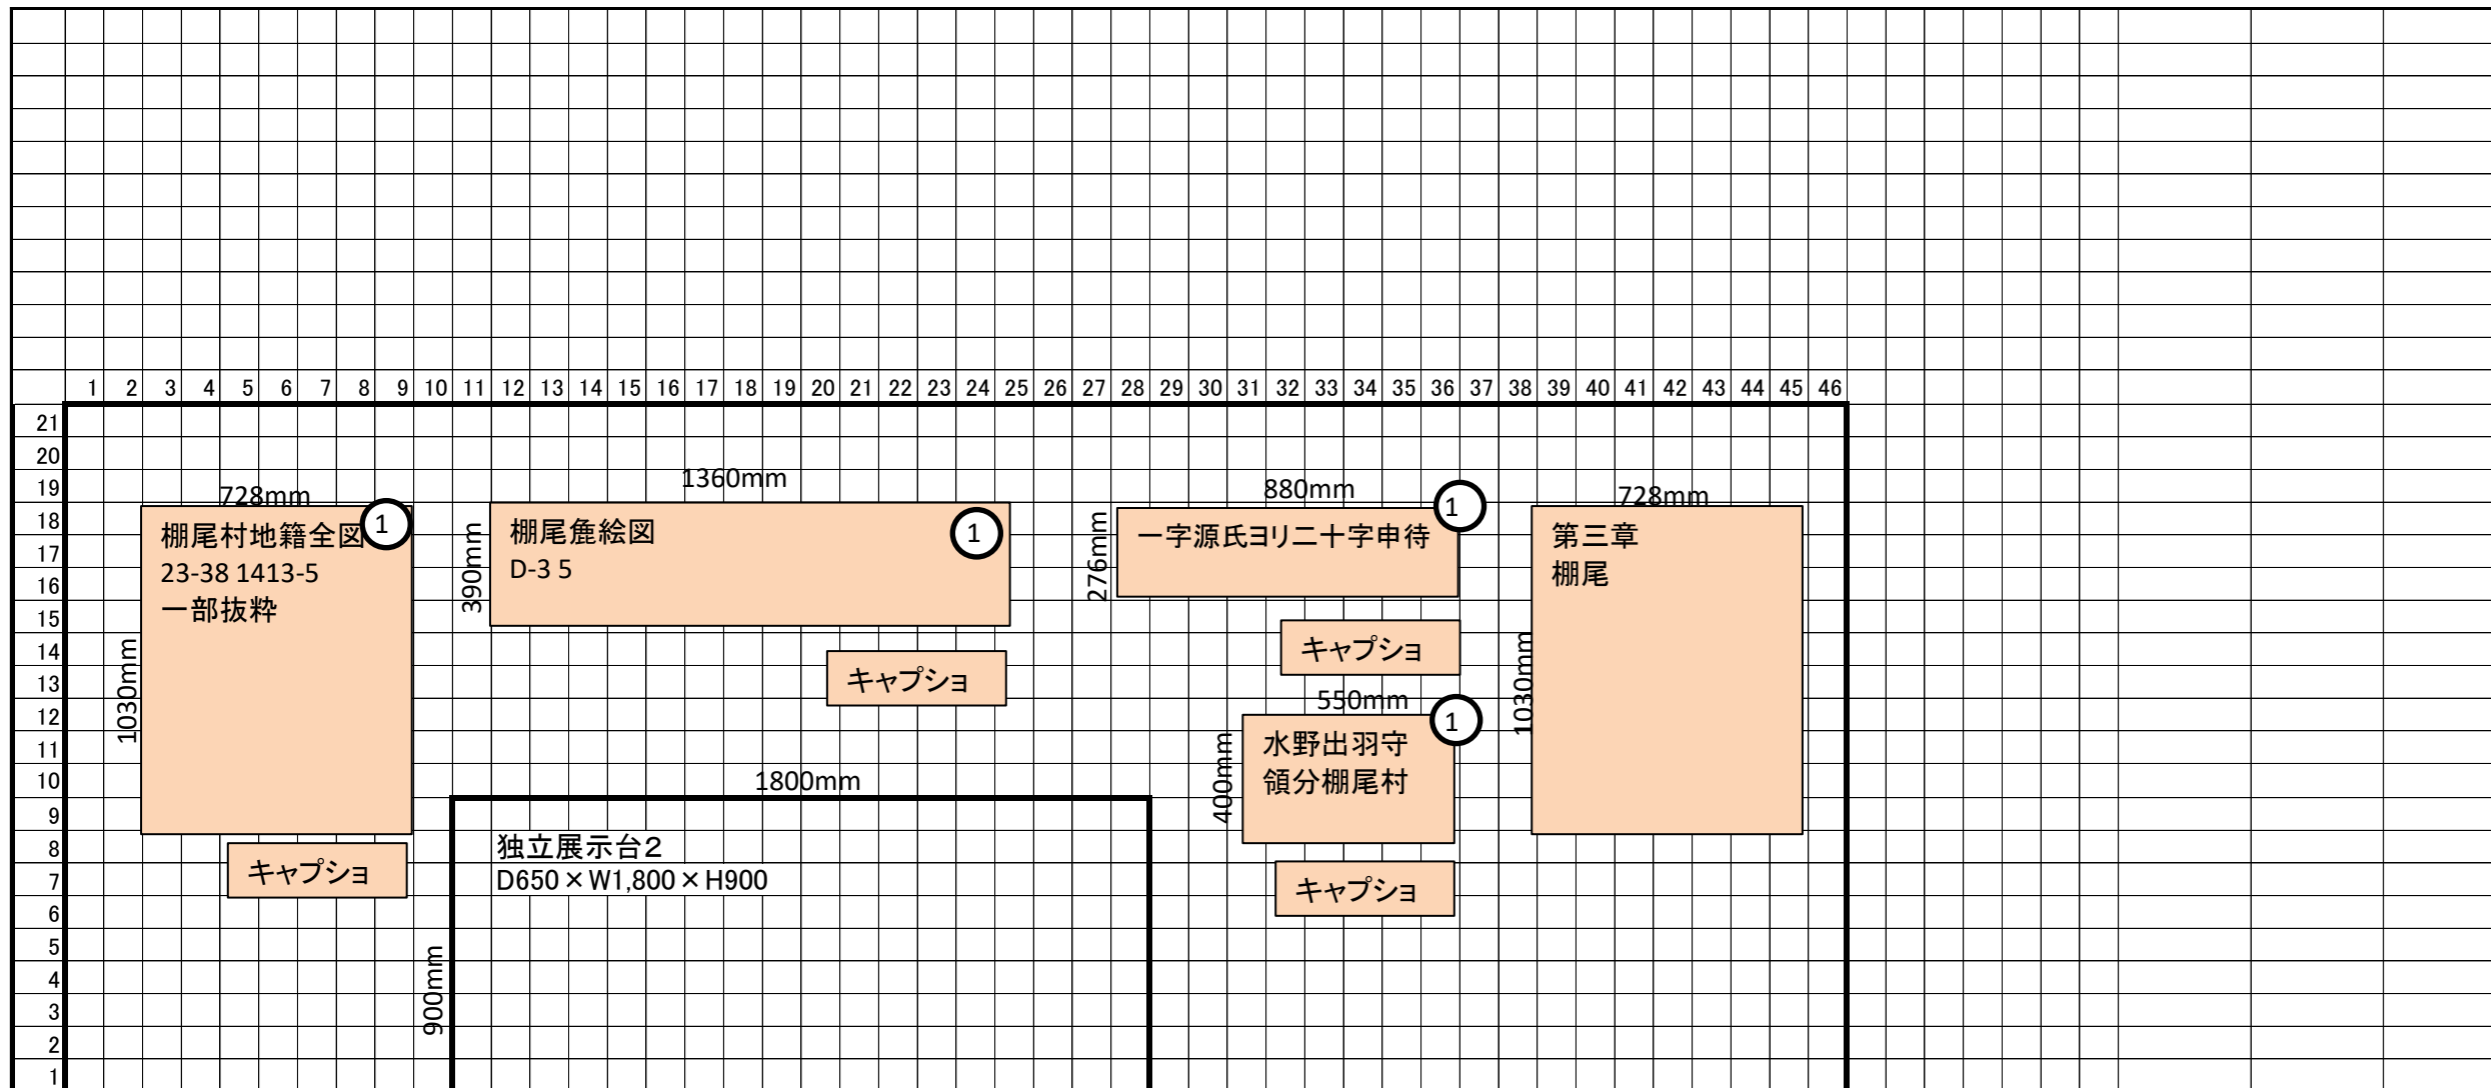 1 2 3 4 5 6 7 8 9 10 11 12 13 14 15 16 17 18 19 20 21 22 23 24 25 26 27 28 29 30 31 32 33 34 35 36 37 38 39 40 41 42 43 44 45 46
21
20
19
18
17
16
15
14
13
12
11
10
9
8
7
6
5
4
3
2
1
728mm
1
棚尾村地籍全図
23-38 1413-5
一部抜粋
1030mm
キャプショ
1360mm
390mm
棚尾麁絵図
D-3 5
1
キャプショ
1800mm
独立展示台2
D650×W1,800×H900
900mm
880mm
1
276mm
一字源氏ヨリ二十字申待
キャプショ
550mm
1
400mm
水野出羽守
領分棚尾村
キャプショ
728mm
第三章
棚尾
1030mm